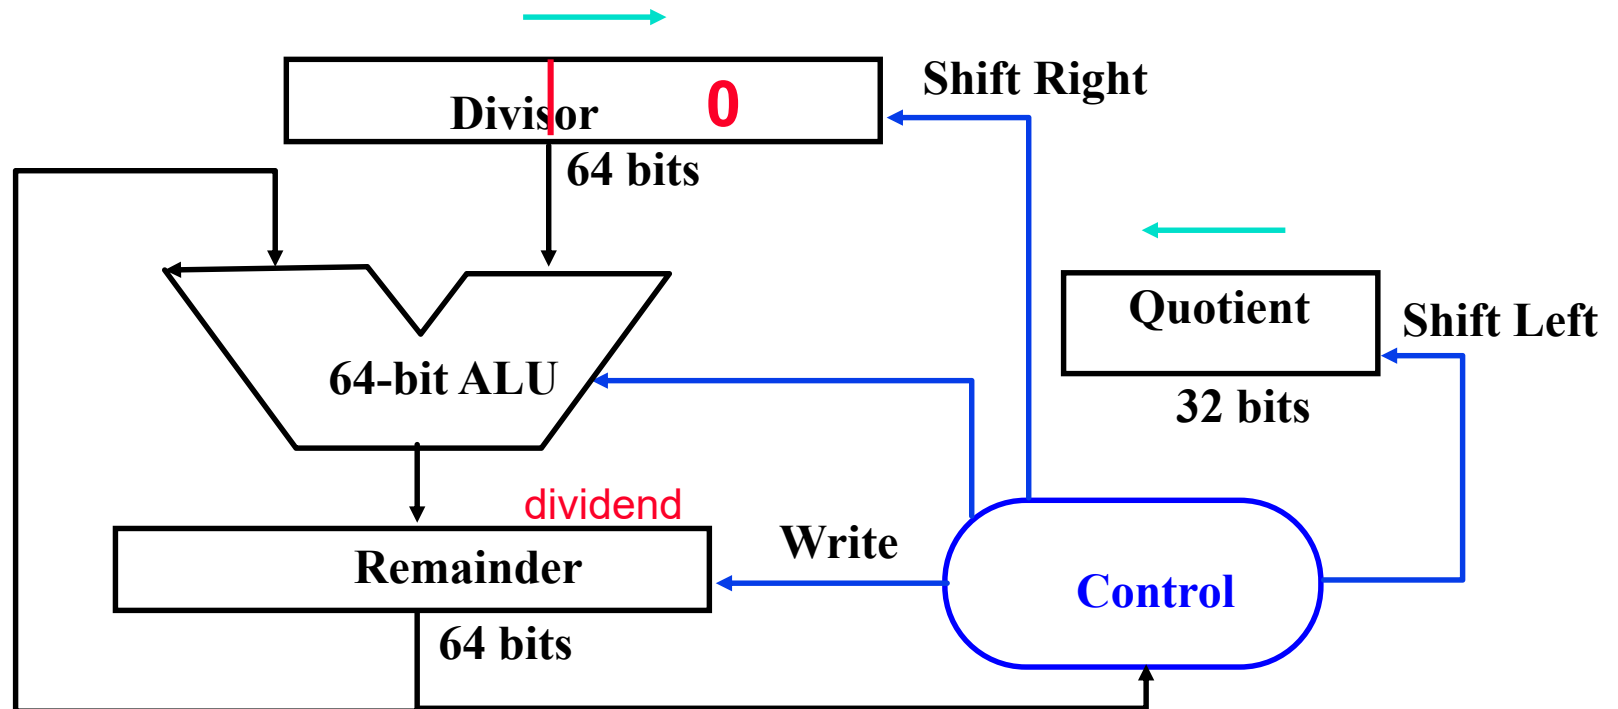 Shift Right
Divisor 0
64 bits
Quotient
Shift Left
64-bit ALU
32 bits
dividend
Write
Remainder
Control
64 bits